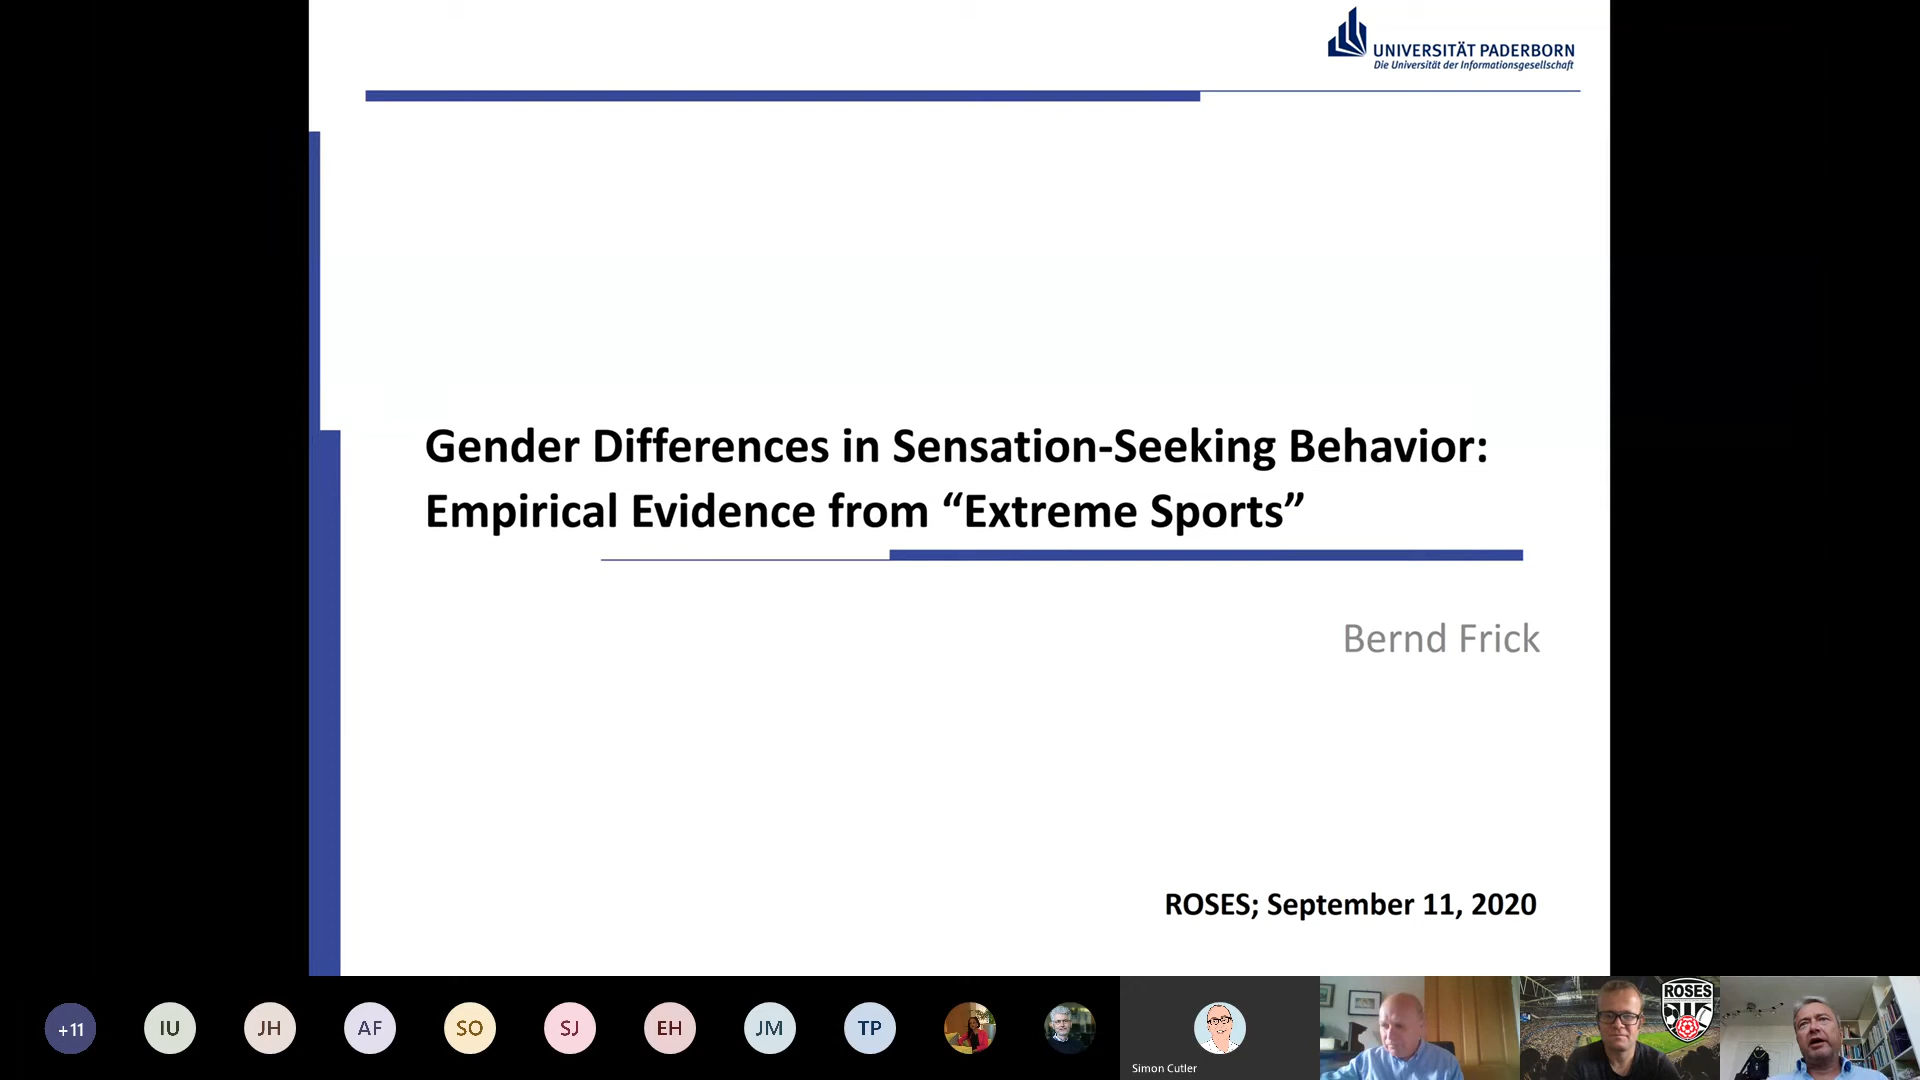 UNIVERSITÄT PADERBORN
Die Universität der Informationsgesellschaft
Gender Differences in Sensation-Seeking Behavior:
Empirical Evidence from “Extreme Sports”
Bernd Frick
ROSES; September 11, 2020
+11
IU
JH
AF
SO
SJ
EH
JM
TP
Simon Cutler
ROSES